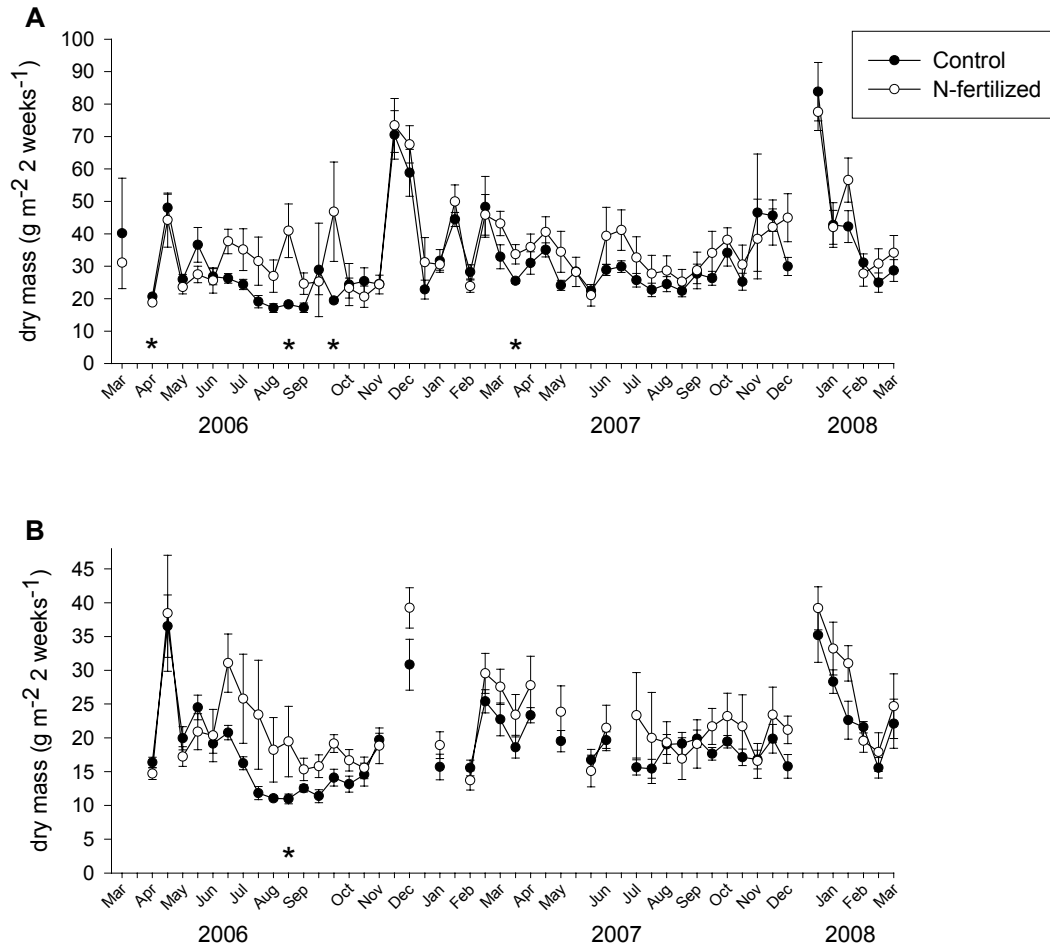 A
Control
N-fertilized
dry mass (g m⁻² 2 weeks⁻¹)
100
90
80
70
60
50
40
30
20
10
0
* * * *
Mar Apr May Jun Jul Aug Sep Oct Nov Dec Jan Feb Mar Apr May Jun Jul Aug Sep Oct Nov Dec Jan Feb Mar
2006 2007 2008
B
dry mass (g m⁻² 2 weeks⁻¹)
45
40
35
30
25
20
15
10
5
0
*
Mar Apr May Jun Jul Aug Sep Oct Nov Dec Jan Feb Mar Apr May Jun Jul Aug Sep Oct Nov Dec Jan Feb Mar
2006 2007 2008